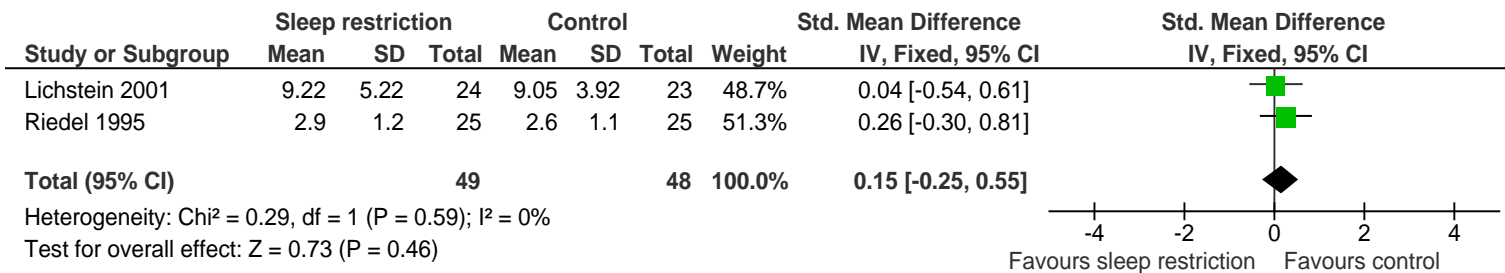 Sleep restriction Control Std. Mean Difference Std. Mean Difference
Study or Subgroup Mean SD Total Mean SD Total Weight IV, Fixed, 95% CI IV, Fixed, 95% CI
Lichstein 2001 9.22 5.22 24 9.05 3.92 23 48.7% 0.04 [-0.54, 0.61]
Riedel 1995 2.9 1.2 25 2.6 1.1 25 51.3% 0.26 [-0.30, 0.81]
Total (95% CI) 49 48 100.0% 0.15 [-0.25, 0.55]
Heterogeneity: Chi² = 0.29, df = 1 (P = 0.59); I² = 0%
Test for overall effect: Z = 0.73 (P = 0.46)
-4 -2 0 2 4
Favours sleep restriction Favours control